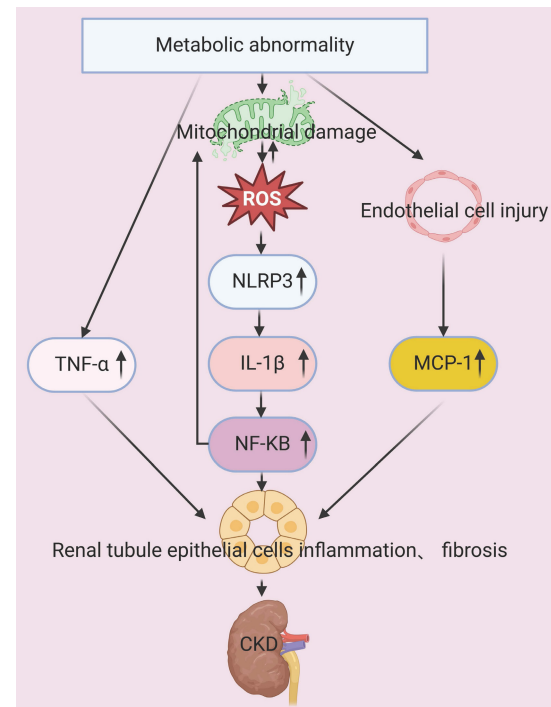 Metabolic abnormality
Mitochondrial damage
ROS
Endothelial cell injury
NLRP3
TNF-α
IL-1β
MCP-1
NF-KB
Renal tubule epithelial cells inflammation、 fibrosis
CKD